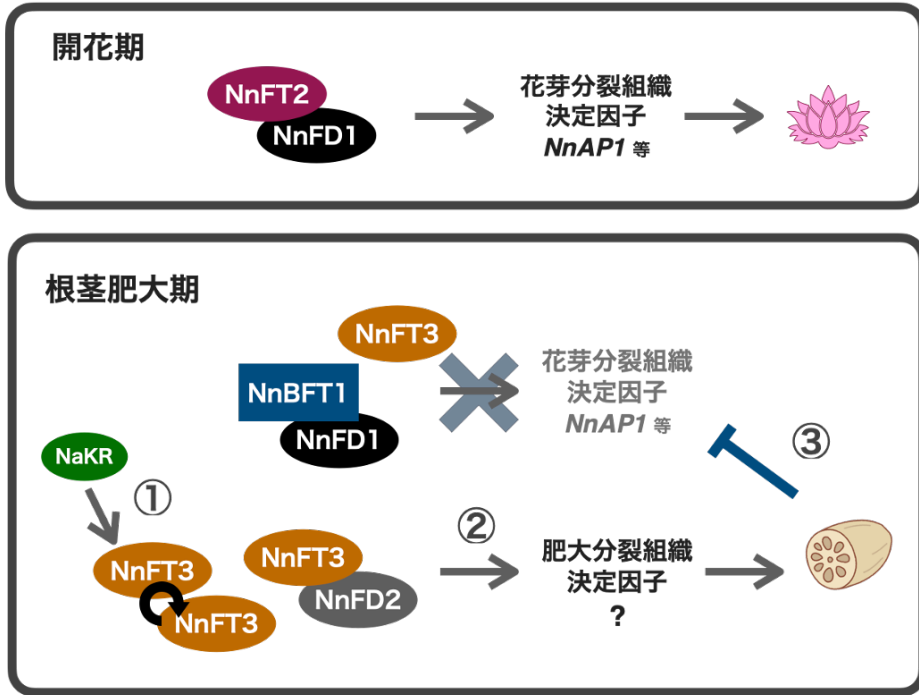 開花期
NnFT2
NnFD1
花芽分裂組織
決定因子
NnAP1 等
根茎肥大期
NnFT3
NnBFT1
NnFD1
花芽分裂組織
決定因子
NnAP1 等
③
NaKR
①
NnFT3
NnFT3
NnFT3
NnFD2
②
肥大分裂組織
決定因子
?